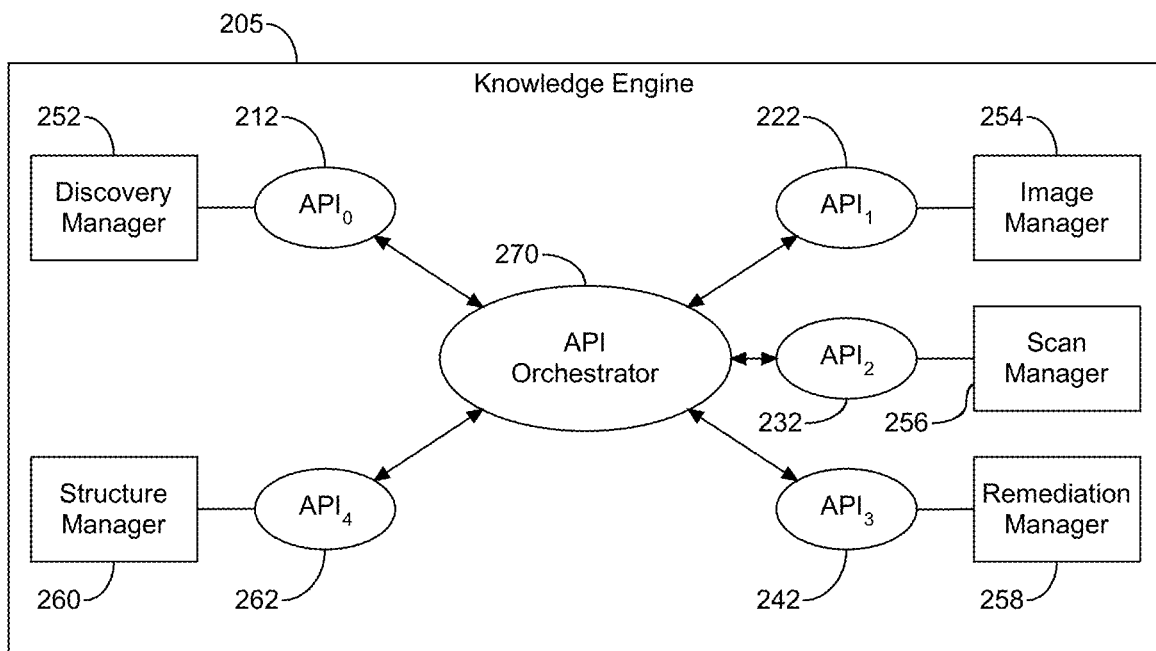 205
Knowledge Engine
252
212
222
254
Discovery
Manager
API₀
API₁
Image
Manager
270
API
Orchestrator
API₂
Scan
Manager
232
256
Structure
Manager
API₄
API₃
Remediation
Manager
260
262
242
258